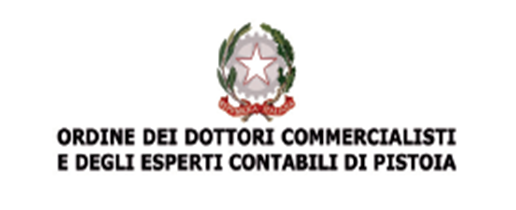 ORDINE DEI DOTTORI COMMERCIALISTI
E DEGLI ESPERTI CONTABILI DI PISTOIA